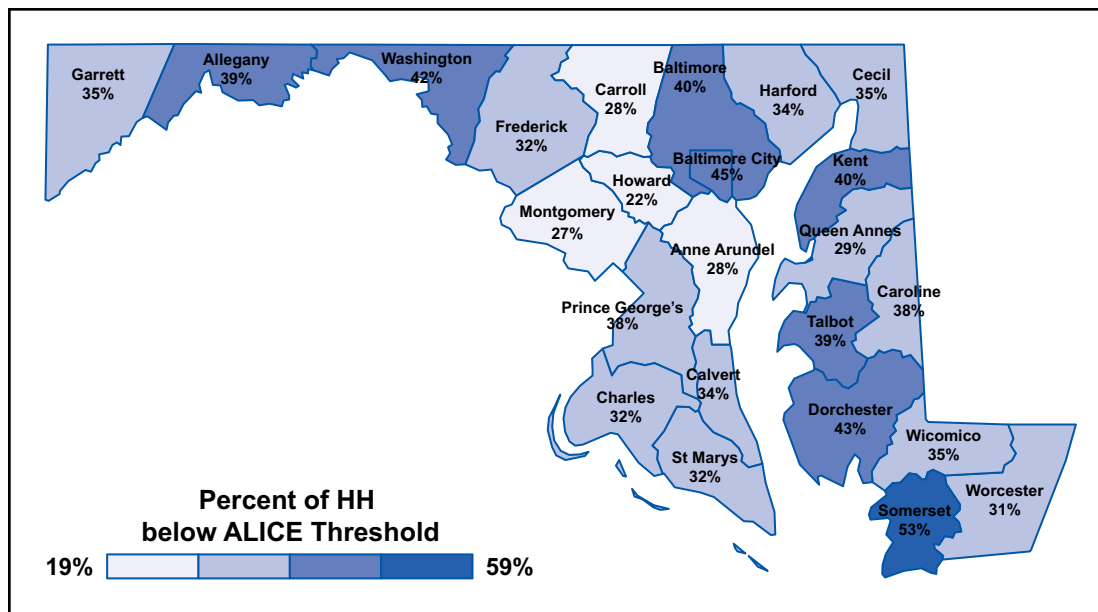 Garrett
35%
Allegany
39%
Washington
42%
Frederick
32%
Carroll
28%
Baltimore
40%
Harford
34%
Cecil
35%
Baltimore City
45%
Kent
40%
Howard
22%
Montgomery
27%
Anne Arundel
28%
Queen Annes
29%
Caroline
38%
Prince George’s
38%
Talbot
39%
Calvert
34%
Charles
32%
Dorchester
43%
St Marys
32%
Wicomico
35%
Worcester
31%
Somerset
53%
Percent of HH
below ALICE Threshold
19% 59%